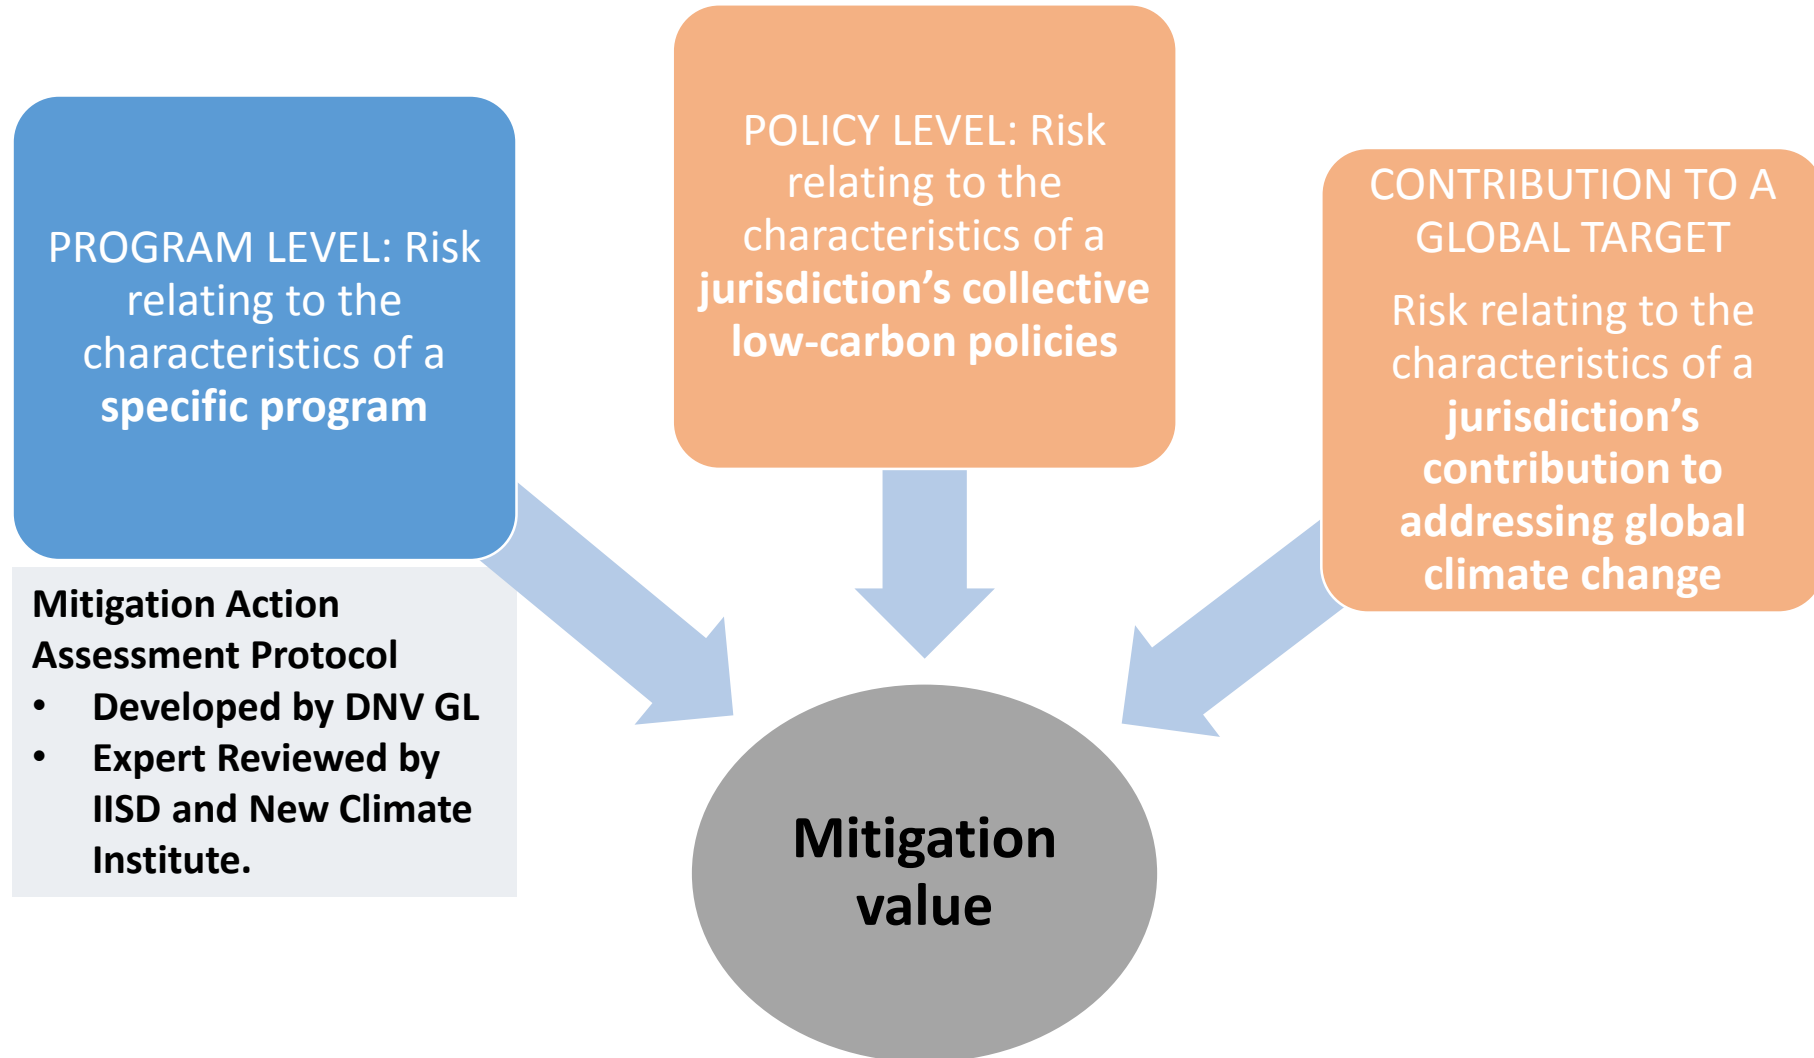 PROGRAM LEVEL: Risk
relating to the
characteristics of a
specific program
Mitigation Action
Assessment Protocol
• Developed by DNV GL
• Expert Reviewed by
IISD and New Climate
Institute.
POLICY LEVEL: Risk
relating to the
characteristics of a
jurisdiction’s collective
low-carbon policies
CONTRIBUTION TO A
GLOBAL TARGET
Risk relating to the
characteristics of a
jurisdiction’s
contribution to
addressing global
climate change
Mitigation
value